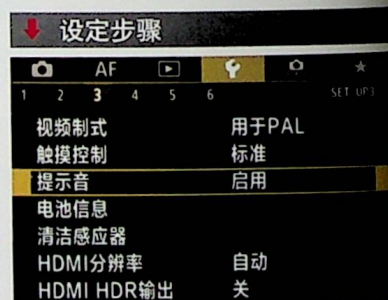 设定步骤
AF
1 2 3 4 5 6 SET UP3
视频制式 用于PAL
触摸控制 标准
提示音 启用
电池信息
清洁感应器
HDMI分辨率 自动
HDMI HDR输出 关